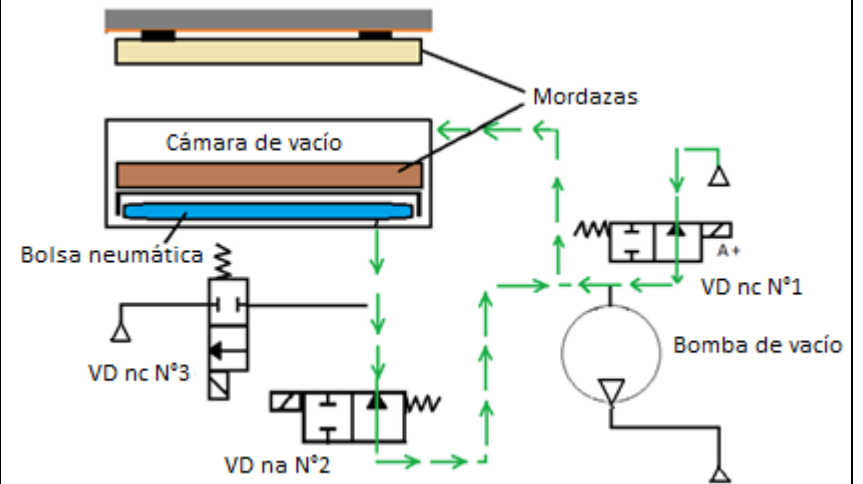 Mordazas
Cámara de vacío
Bolsa neumática
A+
VD nc N°1
Bomba de vacío
VD nc N°3
VD na N°2